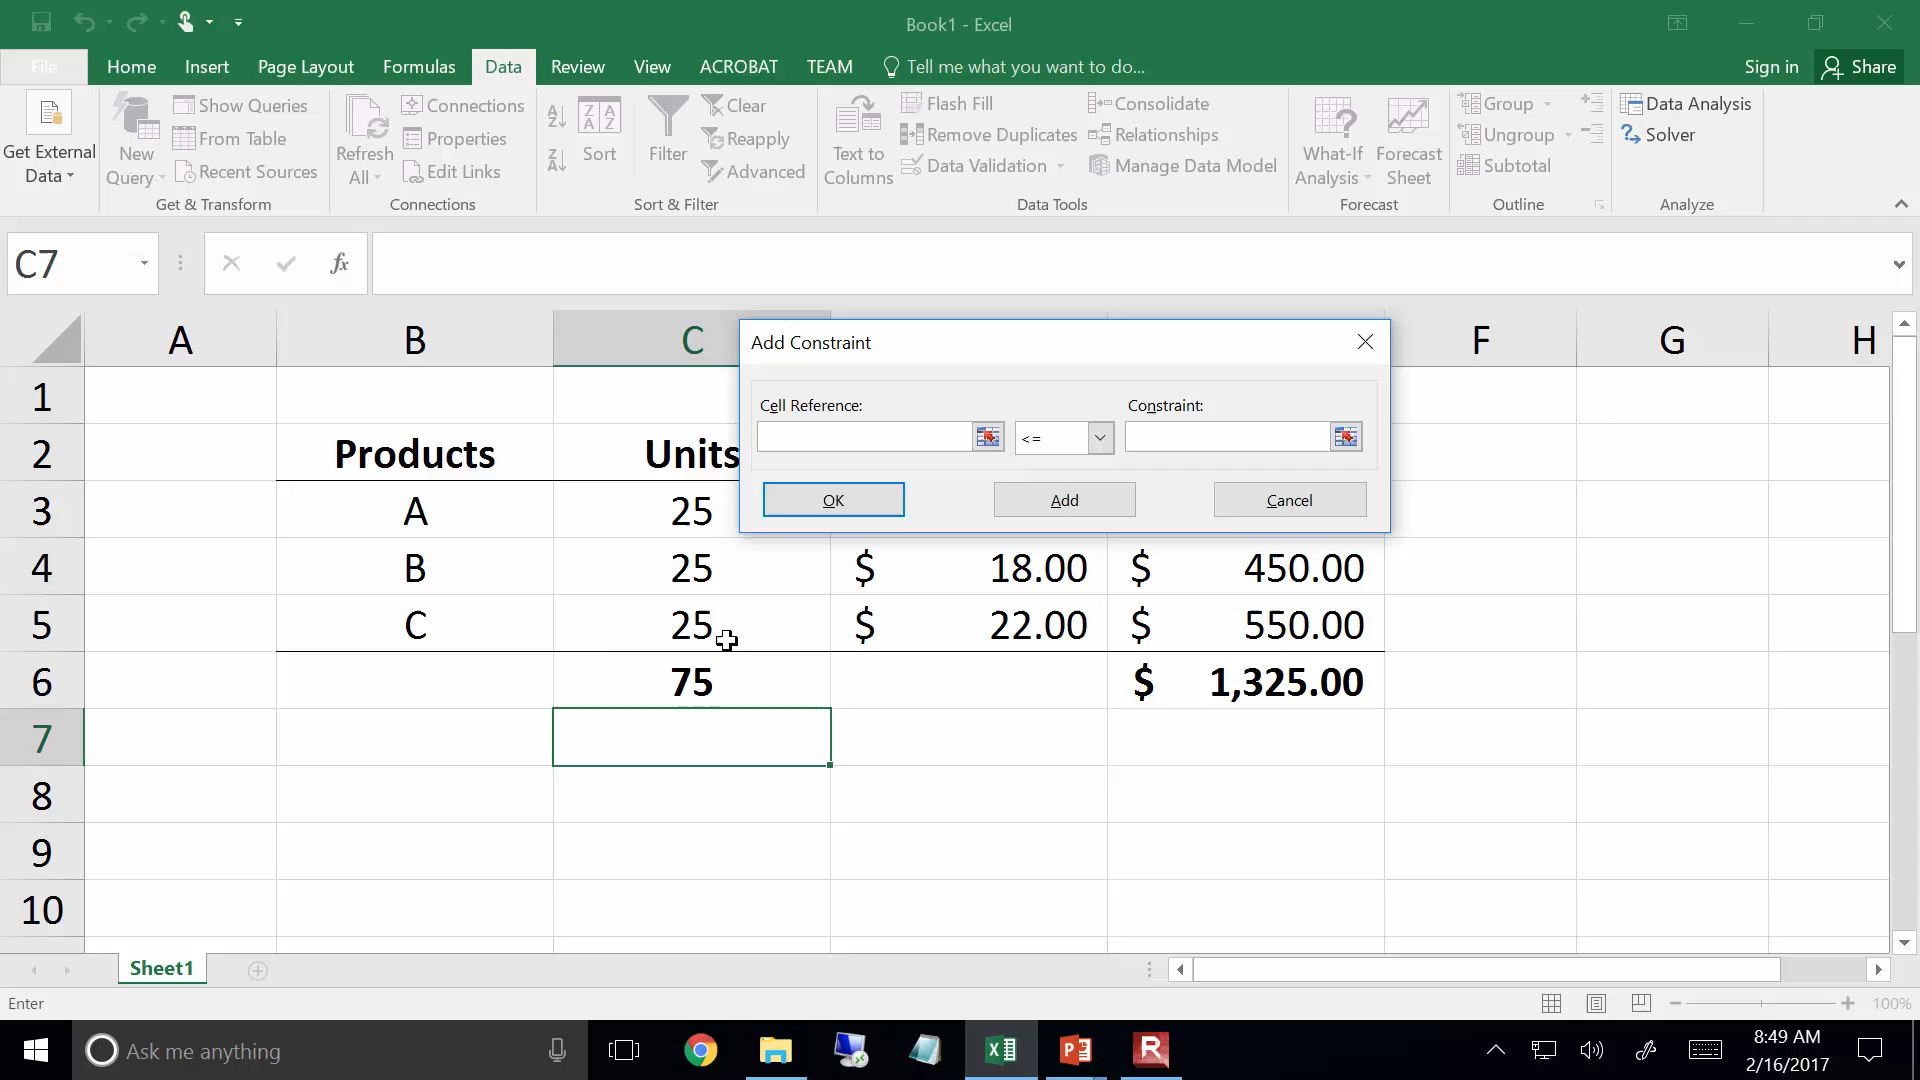 Book1 - Excel
File Home Insert Page Layout Formulas Data Review View ACROBAT TEAM Tell me what you want to do... Sign in Share
Get External Data
New Query
Show Queries
From Table
Recent Sources
Get & Transform
Refresh All
Connections
Properties
Edit Links
Connections
Sort
Filter
Clear
Reapply
Advanced
Sort & Filter
Text to Columns
Flash Fill
Remove Duplicates
Data Validation
Consolidate
Relationships
Manage Data Model
Data Tools
What-If Analysis
Forecast Sheet
Forecast
Group
Ungroup
Subtotal
Outline
Data Analysis
Solver
Analyze
C7
fx
A B C F G H
1
2 Products Units
3 A 25
4 B 25 $ 18.00 $ 450.00
5 C 25 $ 22.00 $ 550.00
6 75 $ 1,325.00
7
8
9
10
Add Constraint
Cell Reference: Constraint:
<=
OK Add Cancel
Sheet1
Enter
100%
Ask me anything
8:49 AM
2/16/2017